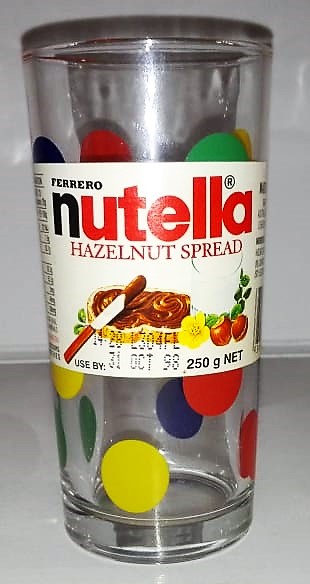 FERRERO
nutella®
HAZELNUT SPREAD
USE BY: 31 OCT 98
250 g NET